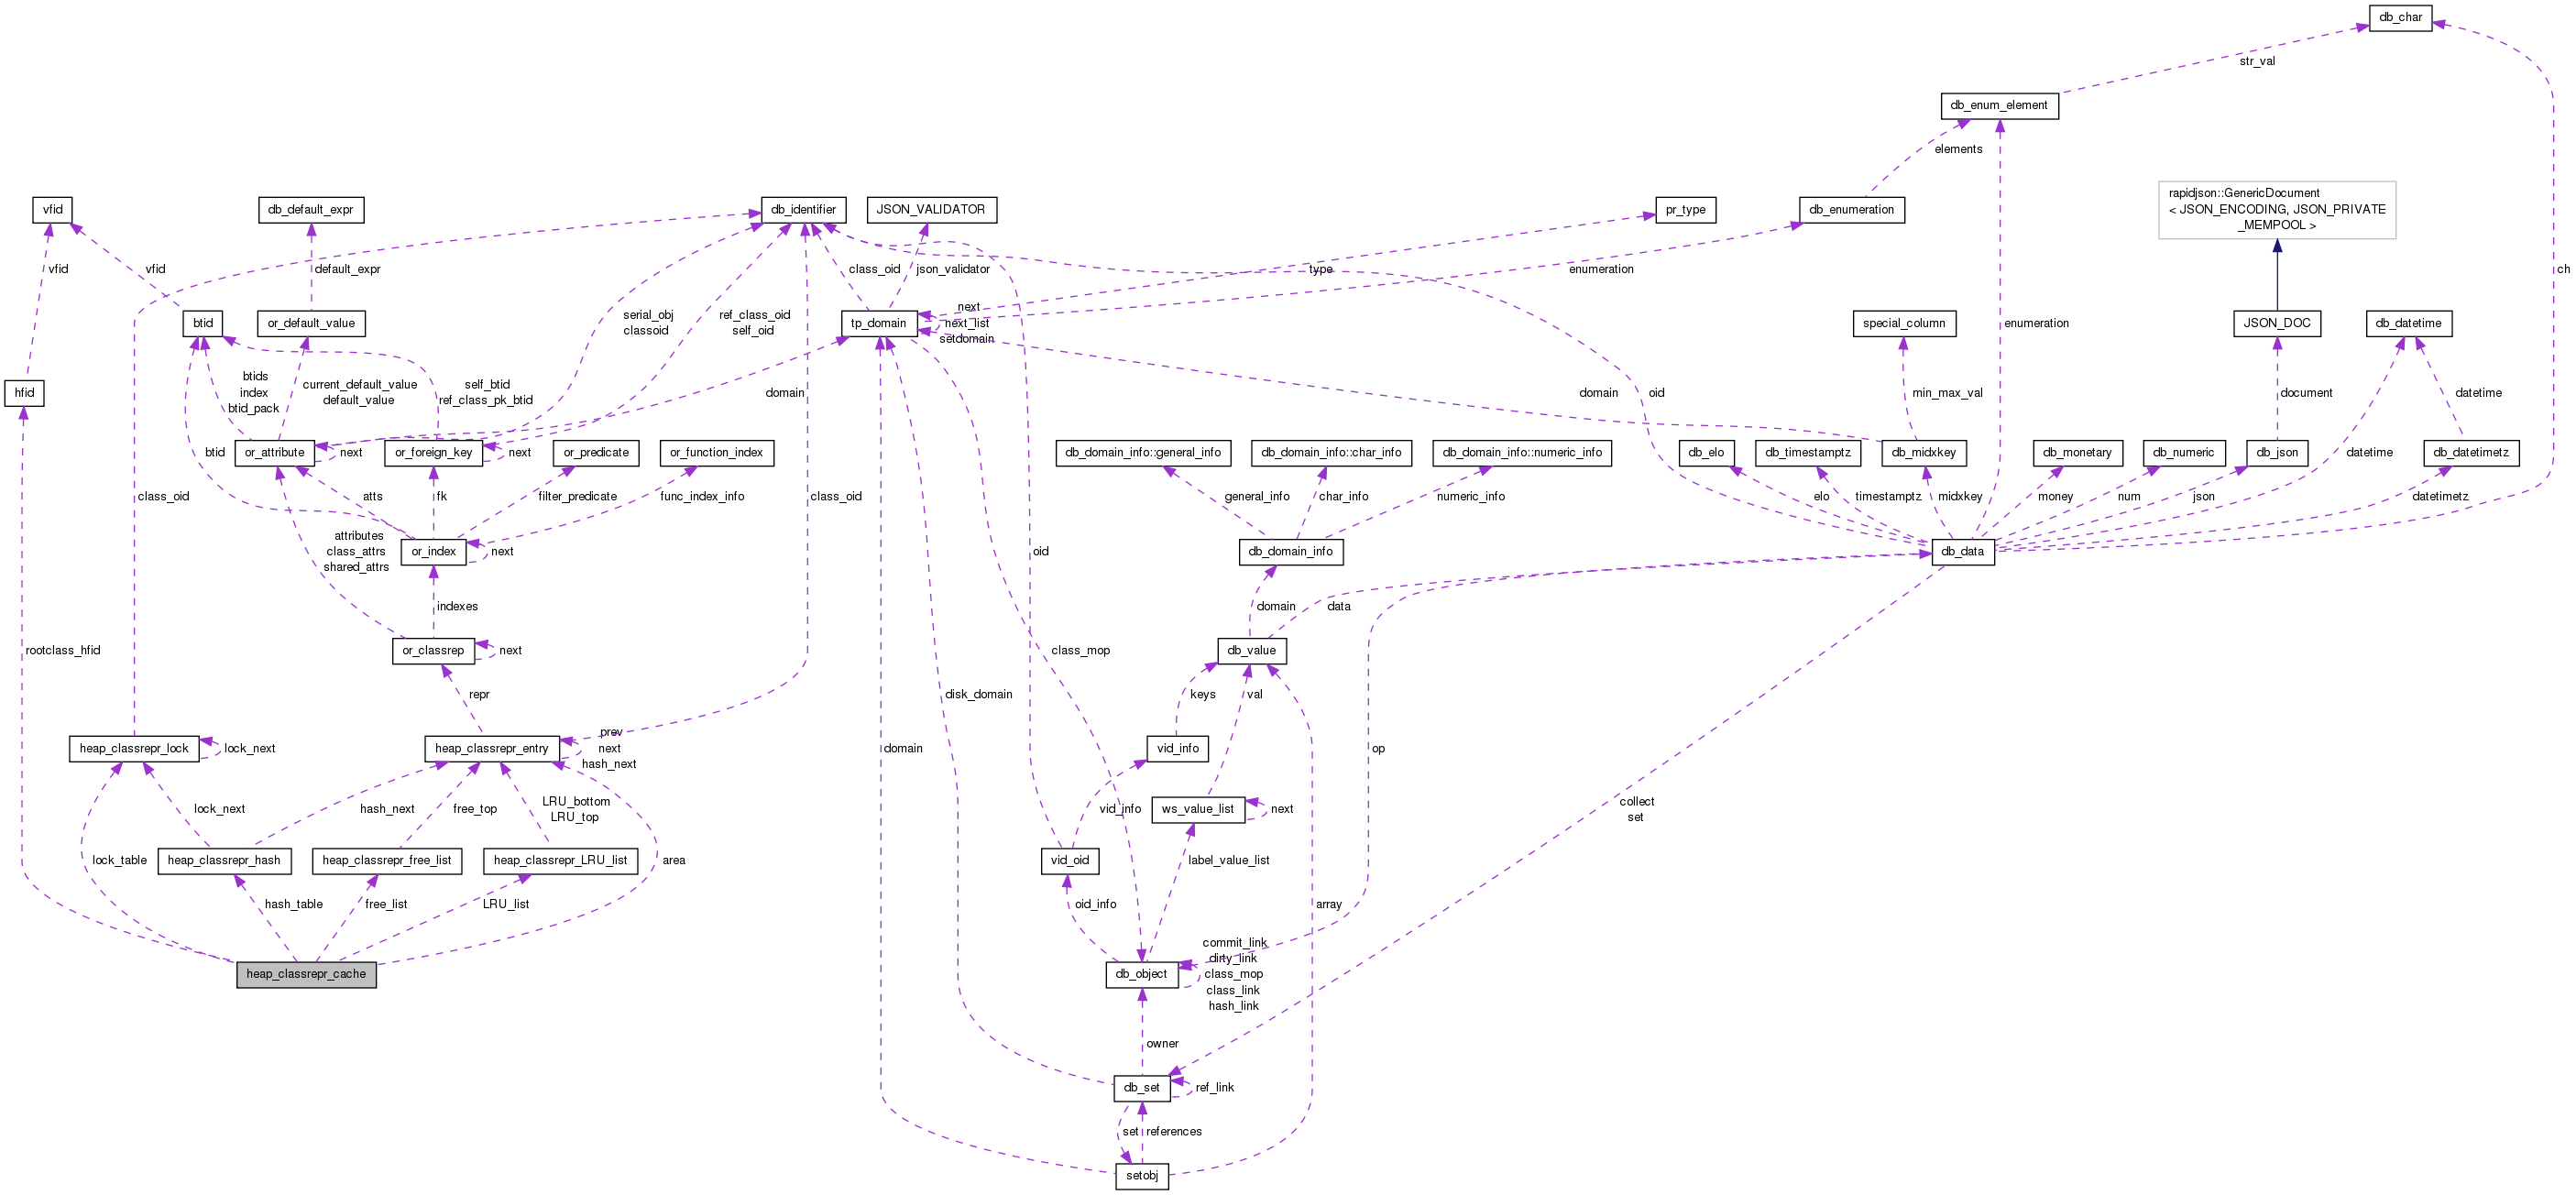 db_char
str_val
db_enum_element
elements
rapidjson::GenericDocument
< JSON_ENCODING, JSON_PRIVATE
_MEMPOOL >
vfid
db_default_expr
db_identifier
JSON_VALIDATOR
pr_type
db_enumeration
vfid
vfid
default_expr
class_oid
json_validator
type
enumeration
ch
btid
or_default_value
serial_obj
classoid
ref_class_oid
self_oid
tp_domain
next
next_list
setdomain
special_column
enumeration
JSON_DOC
db_datetime
hfid
btids
index
btid_pack
current_default_value
default_value
self_btid
ref_class_pk_btid
domain
domain
oid
min_max_val
document
datetime
btid
or_attribute
next
or_foreign_key
next
or_predicate
or_function_index
db_domain_info::general_info
db_domain_info::char_info
db_domain_info::numeric_info
db_elo
db_timestamptz
db_midxkey
db_monetary
db_numeric
db_json
datetime
db_datetimetz
class_oid
atts
fk
filter_predicate
func_index_info
class_oid
general_info
char_info
numeric_info
elo
timestamptz
midxkey
money
num
json
datetimetz
attributes
class_attrs
shared_attrs
or_index
next
oid
db_domain_info
db_data
indexes
domain
data
rootclass_hfid
or_classrep
next
class_mop
db_value
repr
disk_domain
keys
val
heap_classrepr_lock
lock_next
heap_classrepr_entry
prev
next
hash_next
domain
vid_info
op
lock_next
hash_next
free_top
LRU_bottom
LRU_top
vid_info
ws_value_list
next
collect
set
lock_table
heap_classrepr_hash
heap_classrepr_free_list
heap_classrepr_LRU_list
area
vid_oid
label_value_list
hash_table
free_list
LRU_list
oid_info
array
heap_classrepr_cache
db_object
commit_link
dirty_link
class_mop
class_link
hash_link
owner
db_set
ref_link
set
references
setobj